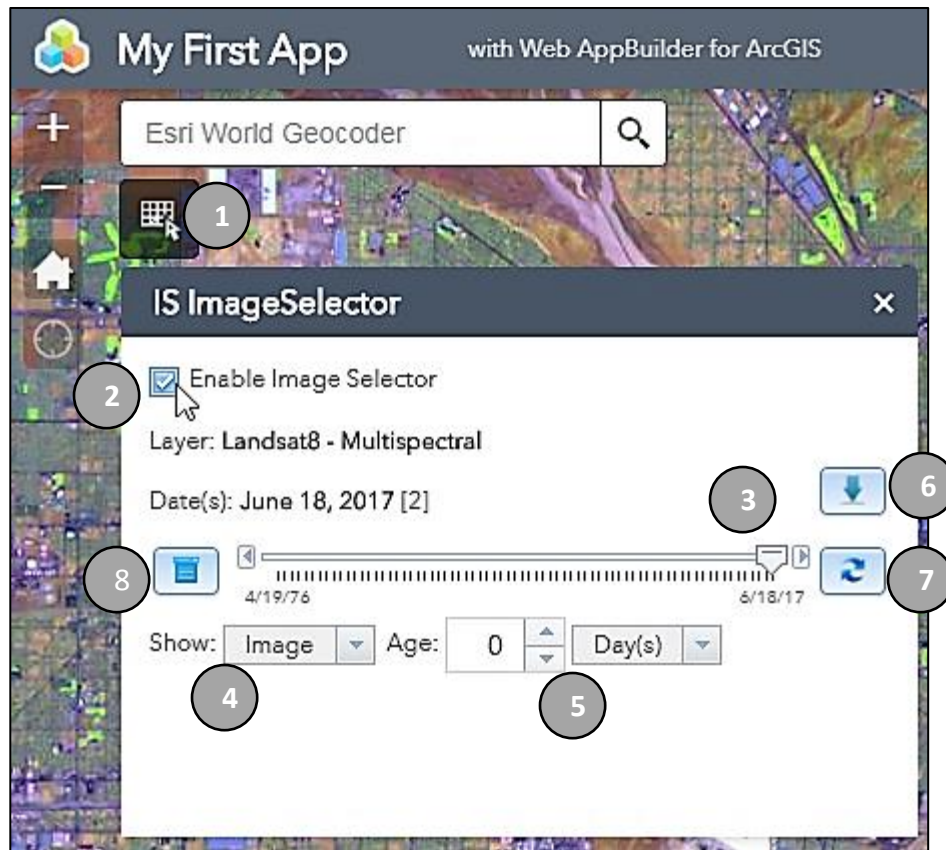 My First App with Web AppBuilder for ArcGIS
+
Esri World Geocoder
−
1
IS ImageSelector ×
2 Enable Image Selector
Layer: Landsat8 - Multispectral
Date(s): June 18, 2017 [2] 3 6
8 7
4/19/76 6/18/17
Show: Image Age: 0 Day(s)
4 5